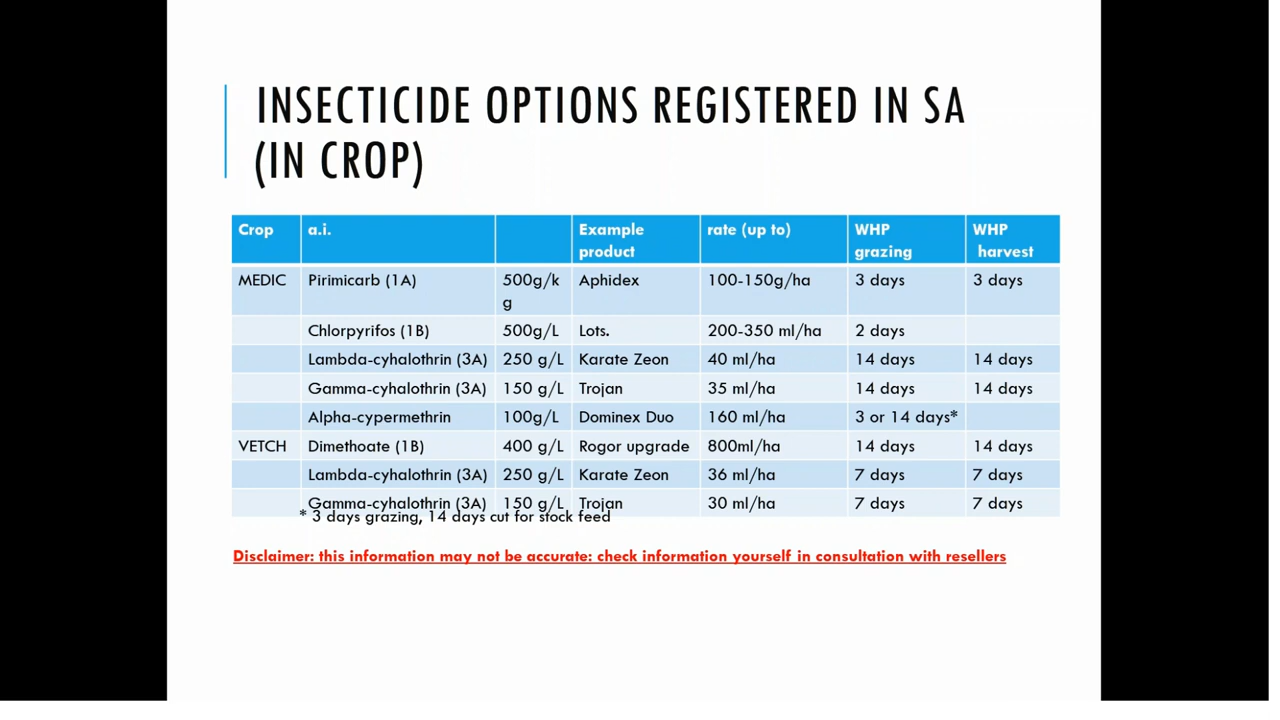 INSECTICIDE OPTIONS REGISTERED IN SA
(IN CROP)
Crop a.i. Example product rate (up to) WHP grazing WHP harvest
MEDIC Pirimicarb (1A) 500g/kg Aphidex 100-150g/ha 3 days 3 days
Chlorpyrifos (1B) 500g/L Lots. 200-350 ml/ha 2 days
Lambda-cyhalothrin (3A) 250 g/L Karate Zeon 40 ml/ha 14 days 14 days
Gamma-cyhalothrin (3A) 150 g/L Trojan 35 ml/ha 14 days 14 days
Alpha-cypermethrin 100g/L Dominex Duo 160 ml/ha 3 or 14 days*
VETCH Dimethoate (1B) 400 g/L Rogor upgrade 800ml/ha 14 days 14 days
Lambda-cyhalothrin (3A) 250 g/L Karate Zeon 36 ml/ha 7 days 7 days
Gamma-cyhalothrin (3A) 150 g/L Trojan 30 ml/ha 7 days 7 days
* 3 days grazing, 14 days cut for stock feed
Disclaimer: this information may not be accurate: check information yourself in consultation with resellers